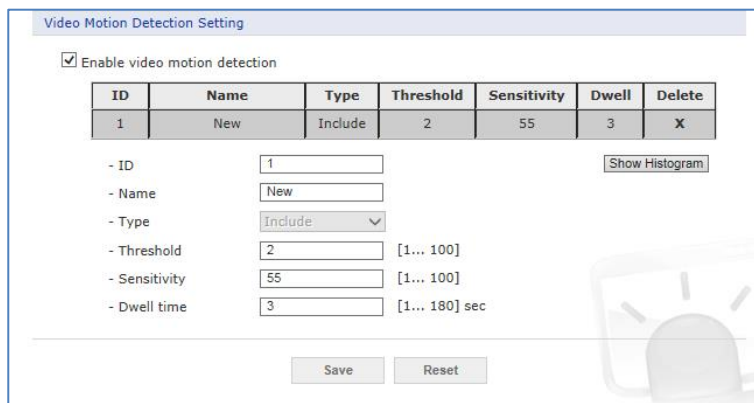 Video Motion Detection Setting
Enable video motion detection
ID Name Type Threshold Sensitivity Dwell Delete
1 New Include 2 55 3 X
- ID 1 Show Histogram
- Name New
- Type Include
- Threshold 2 [1... 100]
- Sensitivity 55 [1... 100]
- Dwell time 3 [1... 180] sec
Save Reset